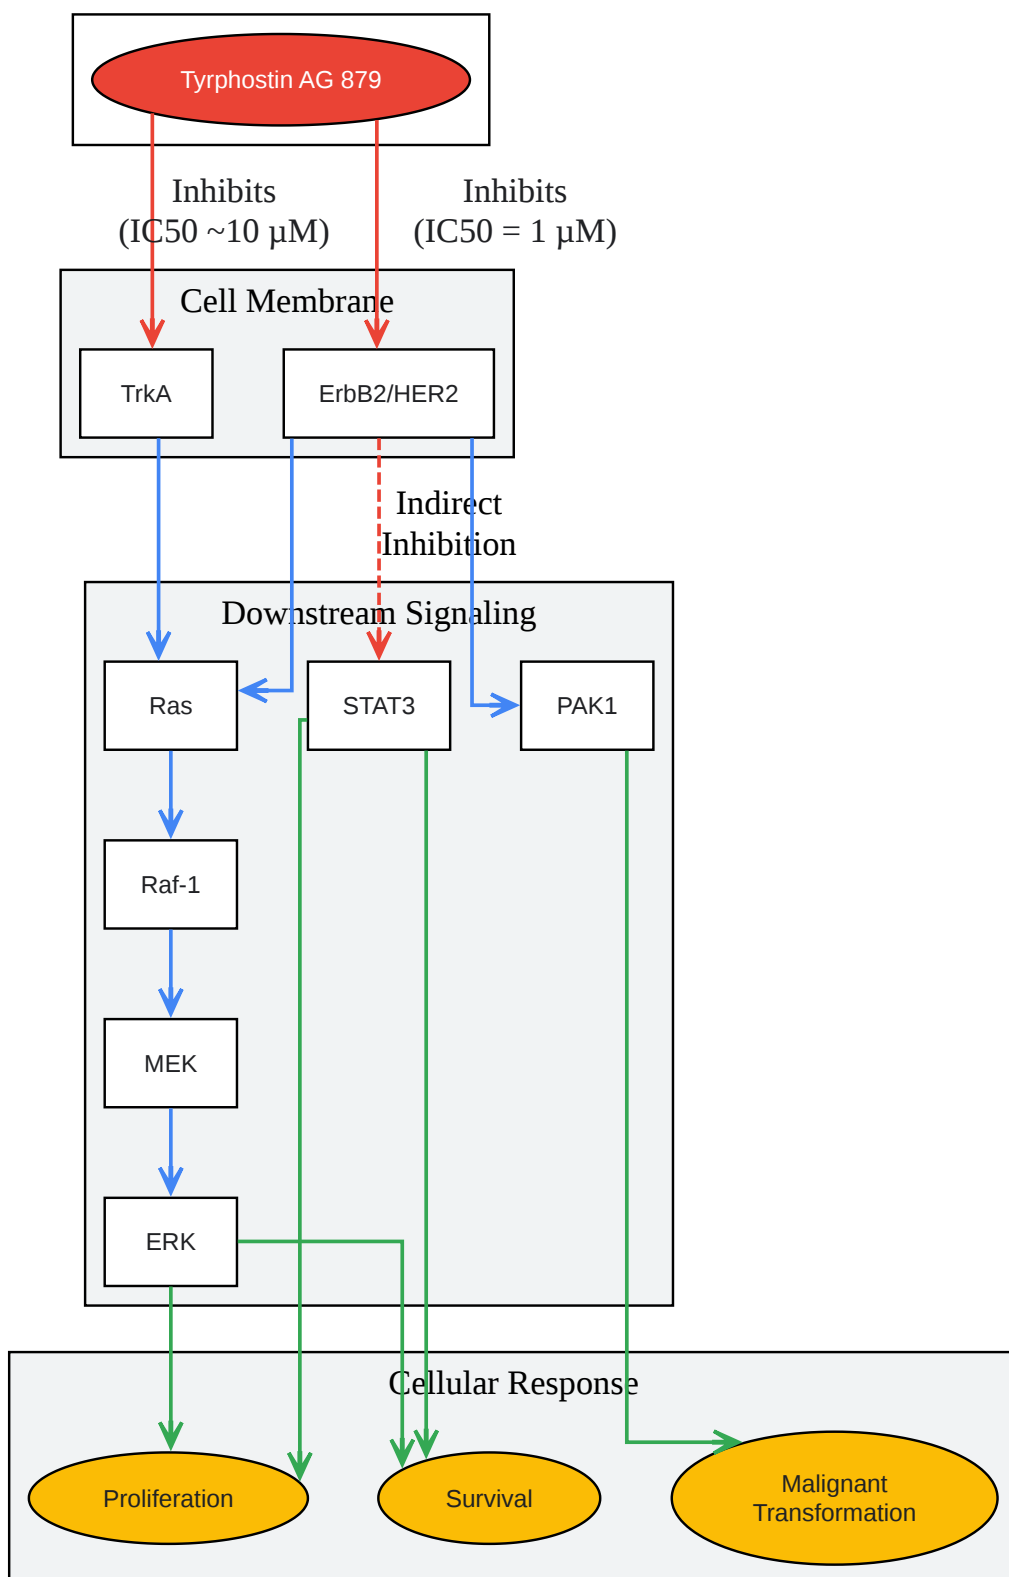 Tyrphostin AG 879
Inhibits
(IC50 ~10 µM)
Inhibits
(IC50 = 1 µM)
Cell Membrane
TrkA
ErbB2/HER2
Indirect
Inhibition
Downstream Signaling
Ras
STAT3
PAK1
Raf-1
MEK
ERK
Cellular Response
Proliferation
Survival
Malignant
Transformation